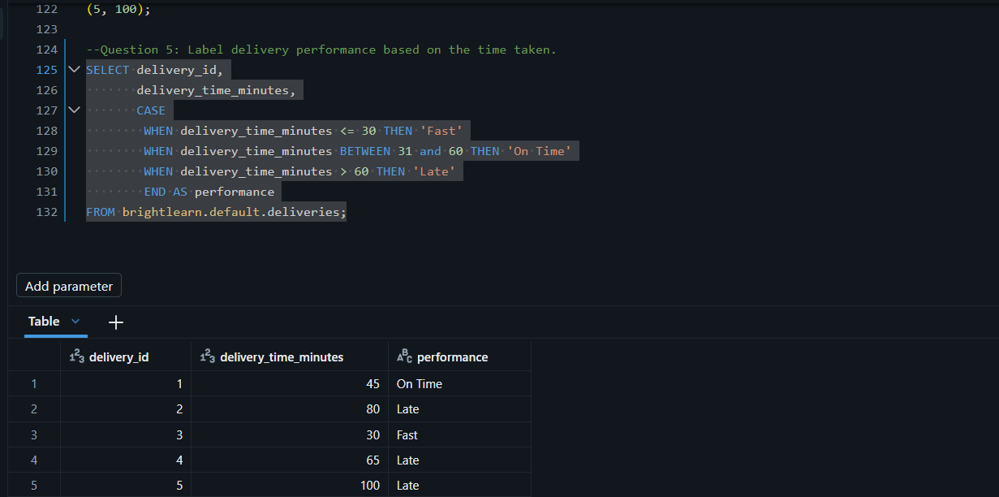 122 (5, 100);
123
124 --Question 5: Label delivery performance based on the time taken.
125 SELECT delivery_id,
126 delivery_time_minutes,
127 CASE
128 WHEN delivery_time_minutes <= 30 THEN 'Fast'
129 WHEN delivery_time_minutes BETWEEN 31 and 60 THEN 'On Time'
130 WHEN delivery_time_minutes > 60 THEN 'Late'
131 END AS performance
132 FROM brightlearn.default.deliveries;
Add parameter
Table
123 delivery_id 123 delivery_time_minutes ABC performance
1 1 45 On Time
2 2 80 Late
3 3 30 Fast
4 4 65 Late
5 5 100 Late